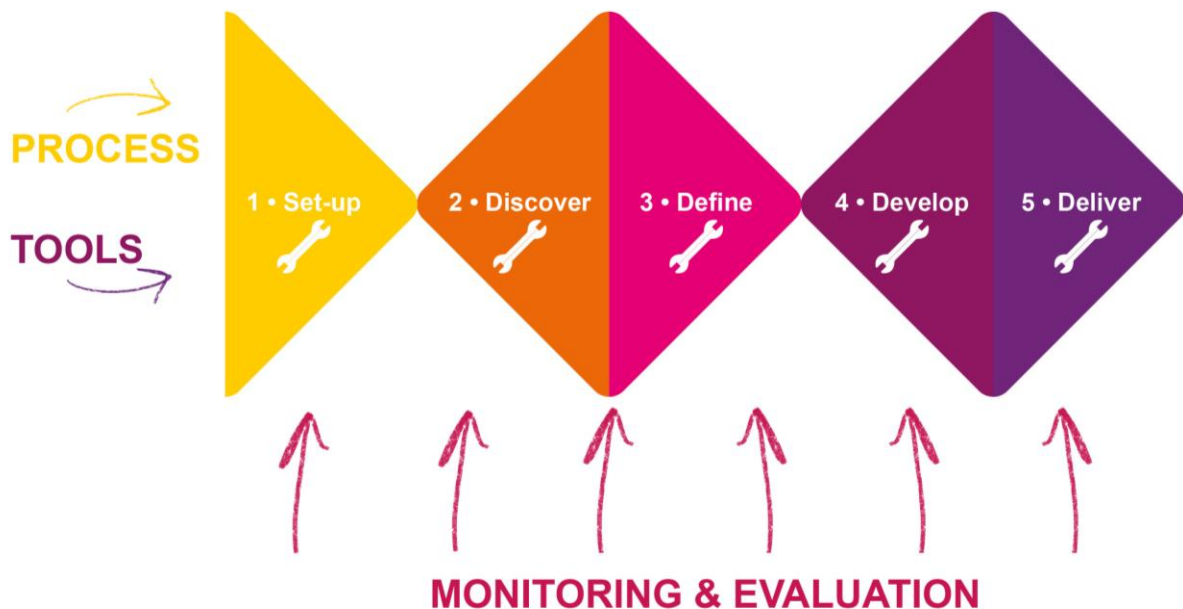 PROCESS
TOOLS
1 • Set-up
2 • Discover
3 • Define
4 • Develop
5 • Deliver
MONITORING & EVALUATION